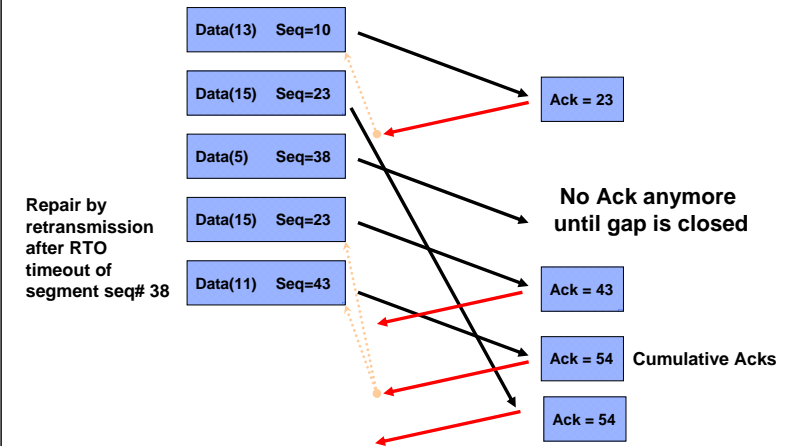 Data(13) Seq=10
Data(15) Seq=23
Ack = 23
Data(5) Seq=38
No Ack anymore
until gap is closed
Repair by
retransmission
after RTO
timeout of
segment seq# 38
Data(15) Seq=23
Data(11) Seq=43
Ack = 43
Ack = 54 Cumulative Acks
Ack = 54